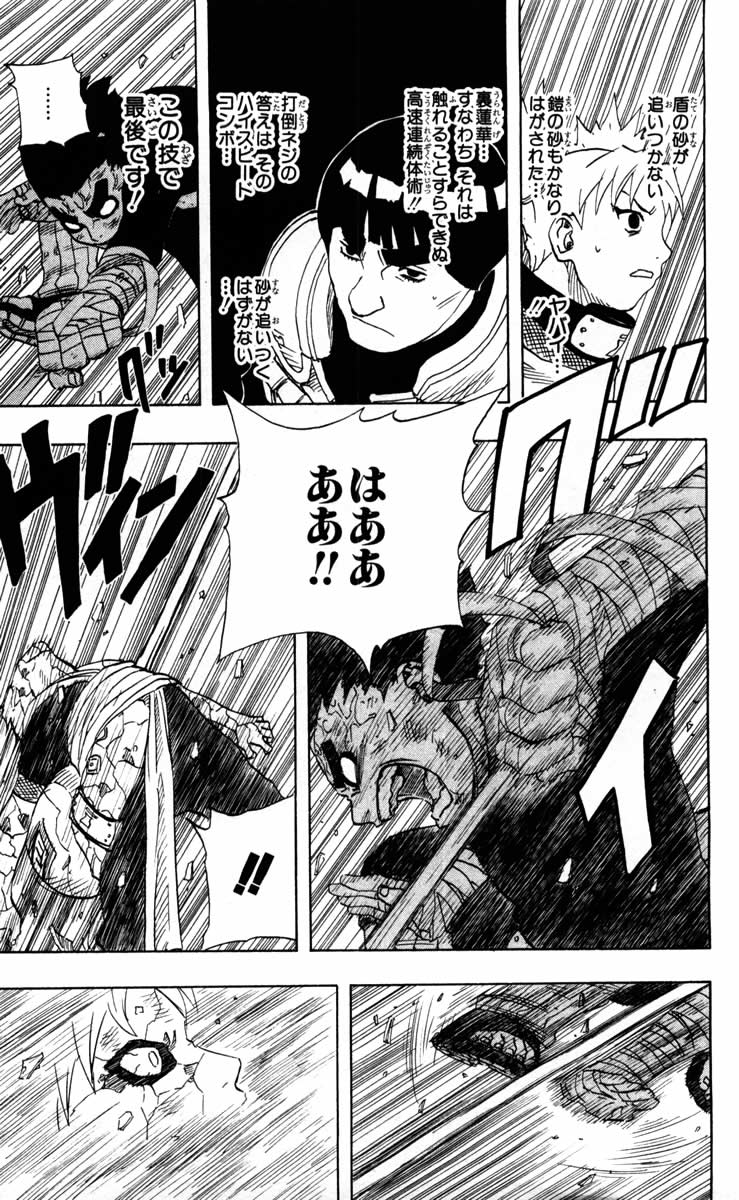 盾の砂が
追いつかない
鎧の砂もかなり
はがされた…
ヤバイ…
!!
裏蓮華…
すなわち それは
触れることすらできぬ
高速連続体術!!
打倒ネジの
答えは その
ハイスピード
コンボ…
砂が追いつく
はずがない
…!
この技で
最後です!
……
グッ
グイ
はあぁ
ああ!!
ヴン
!!